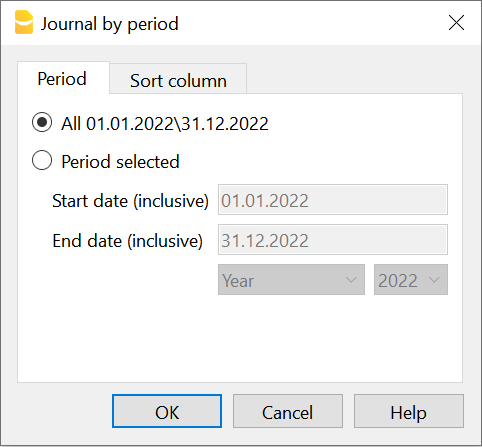 Journal by period
Period
Sort column
All 01.01.2022\31.12.2022
Period selected
Start date (inclusive) 01.01.2022
End date (inclusive) 31.12.2022
Year 2022
OK Cancel Help